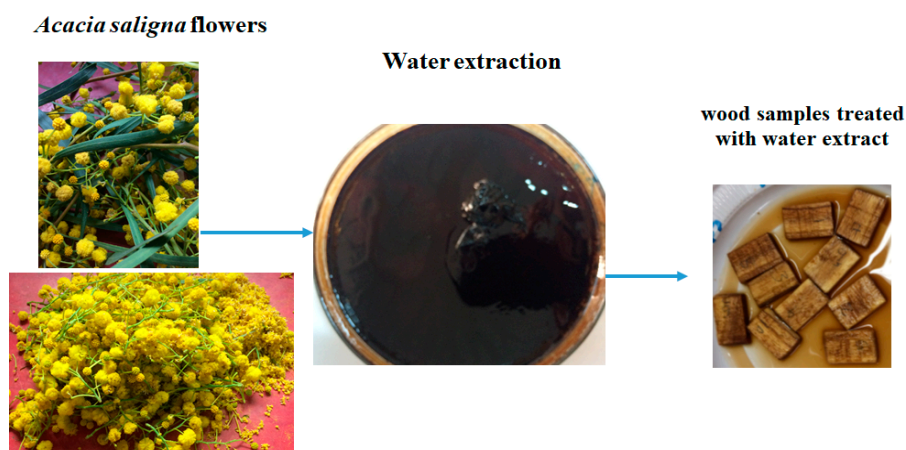 Acacia saligna flowers
Water extraction
wood samples treated
with water extract